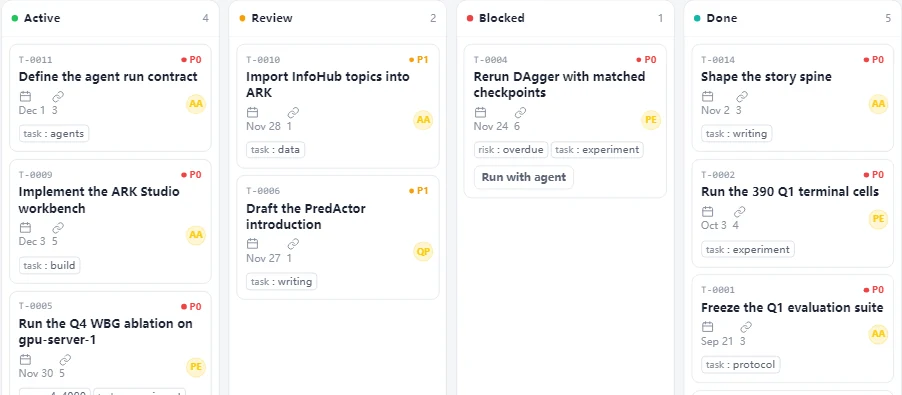 Active 4
T-0011 P0
Define the agent run contract
Dec 1 3
AA
task : agents
T-0009 P0
Implement the ARK Studio
workbench
Dec 3 5
AA
task : build
T-0005 P0
Run the Q4 WBG ablation on
gpu-server-1
Nov 30 5
PE
Review 2
T-0010 P1
Import InfoHub topics into
ARK
Nov 28 1
AA
task : data
T-0006 P1
Draft the PredActor
introduction
Nov 27 1
QP
task : writing
Blocked 1
T-0004 P0
Rerun DAgger with matched
checkpoints
Nov 24 6
PE
risk : overdue task : experiment
Run with agent
Done 5
T-0014 P0
Shape the story spine
Nov 2 3
AA
task : writing
T-0002 P0
Run the 390 Q1 terminal cells
Oct 3 4
PE
task : experiment
T-0001 P0
Freeze the Q1 evaluation suite
Sep 21 3
AA
task : protocol